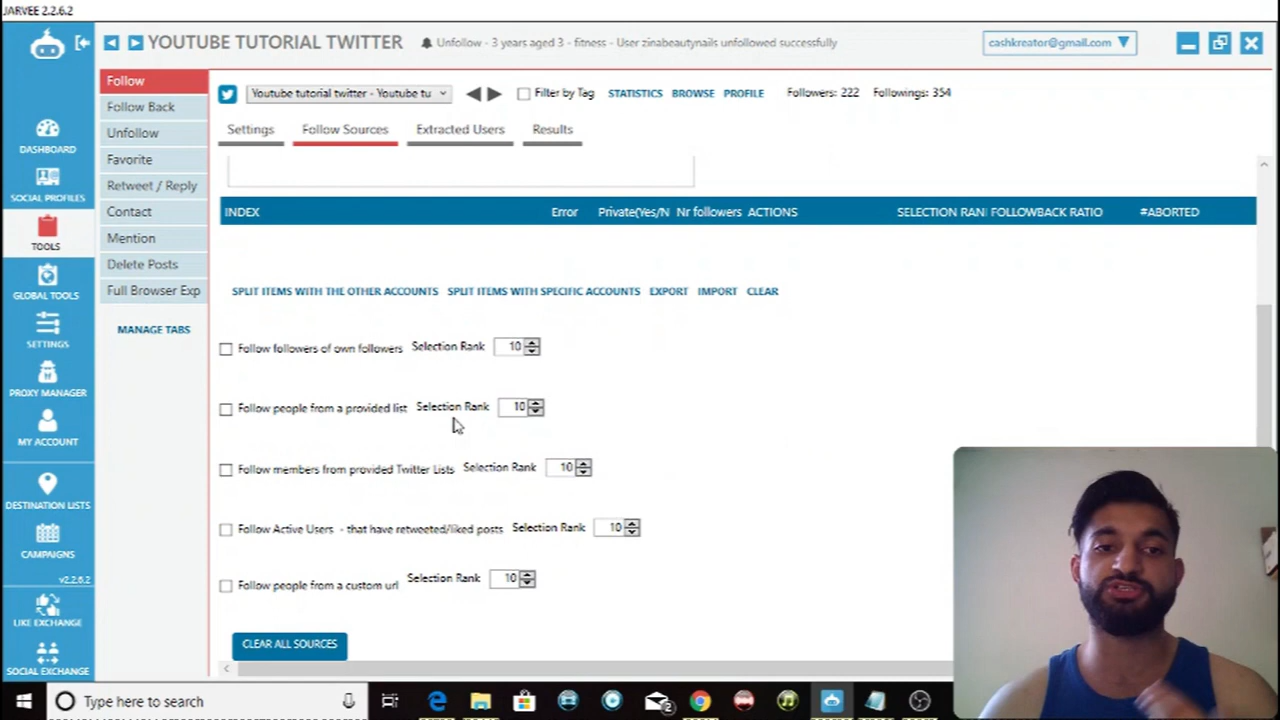 JARVEE 2.2.6.2
YOUTUBE TUTORIAL TWITTER
Unfollow - 3 years aged 3 - fitness - User zinabeautynails unfollowed successfully
cashkreator@gmail.com
Follow
Follow Back
Unfollow
Favorite
Retweet / Reply
Contact
Mention
Delete Posts
Full Browser Exp
MANAGE TABS
DASHBOARD
SOCIAL PROFILES
TOOLS
GLOBAL TOOLS
SETTINGS
PROXY MANAGER
MY ACCOUNT
DESTINATION LISTS
CAMPAIGNS
v2.2.6.2
LIKE EXCHANGE
SOCIAL EXCHANGE
Youtube tutorial twitter - Youtube tu
Filter by Tag
STATISTICS BROWSE PROFILE
Followers: 222 Followings: 354
Settings Follow Sources Extracted Users Results
INDEX Error Private(Yes/N Nr followers ACTIONS SELECTION RANI FOLLOWBACK RATIO #ABORTED
SPLIT ITEMS WITH THE OTHER ACCOUNTS SPLIT ITEMS WITH SPECIFIC ACCOUNTS EXPORT IMPORT CLEAR
Follow followers of own followers Selection Rank 10
Follow people from a provided list Selection Rank 10
Follow members from provided Twitter Lists Selection Rank 10
Follow Active Users - that have retweeted/liked posts Selection Rank 10
Follow people from a custom url Selection Rank 10
CLEAR ALL SOURCES
Type here to search
2